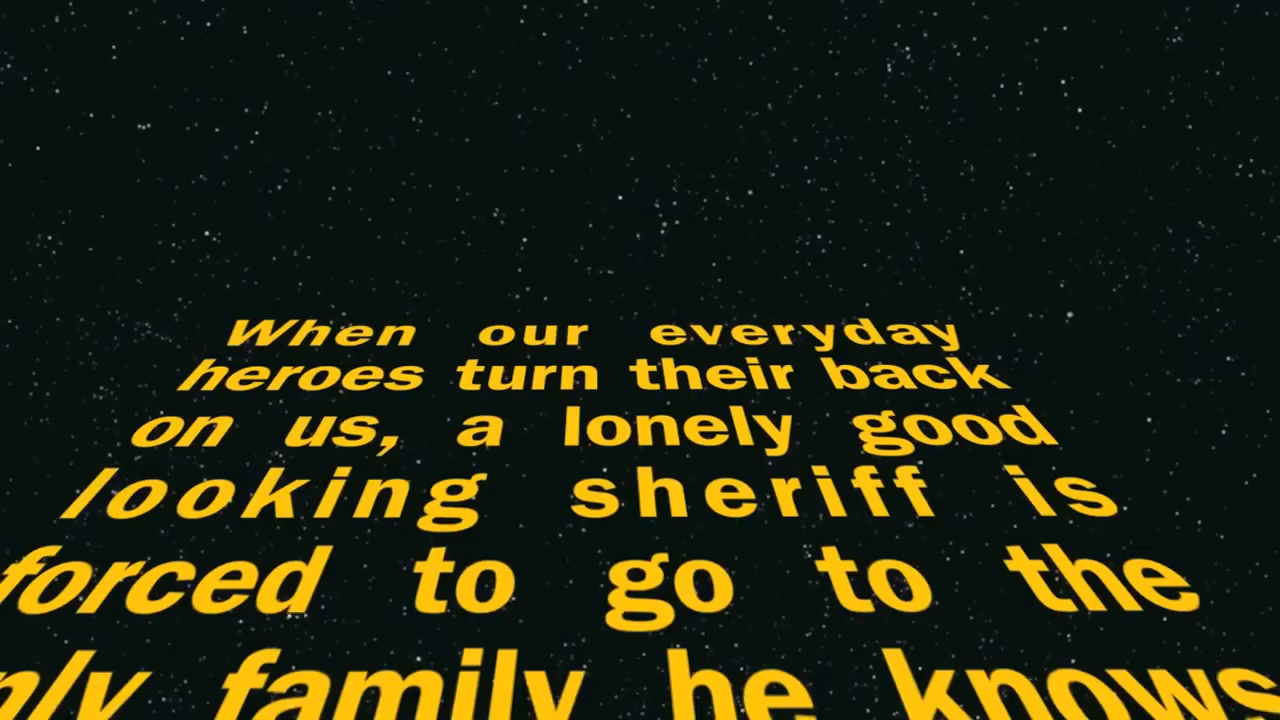 When our everyday
heroes turn their back
on us, a lonely good
looking sheriff is
forced to go to the
nly family he knows